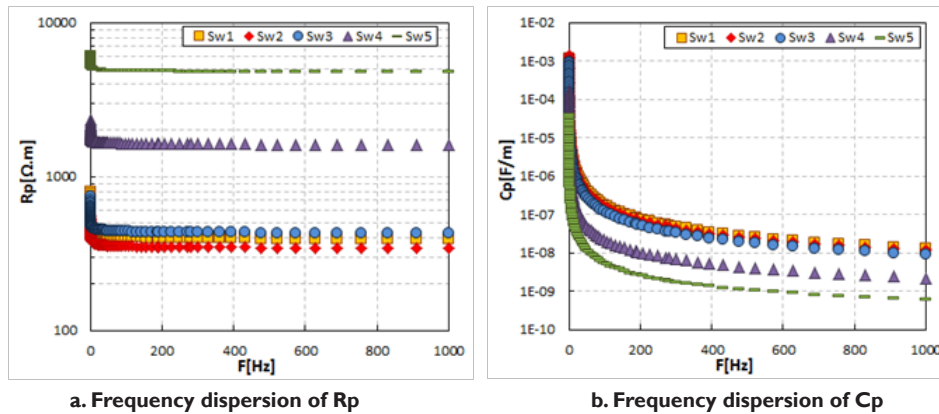 10000
1000
100
Rp[Ω.m]
Sw1 Sw2 Sw3 Sw4 Sw5
0 200 400 600 800 1000
F[Hz]
a. Frequency dispersion of Rp
1E-02
1E-03
1E-04
1E-05
1E-06
1E-07
1E-08
1E-09
1E-10
Cp[F/m]
Sw1 Sw2 Sw3 Sw4 Sw5
0 200 400 600 800 1000
F[Hz]
b. Frequency dispersion of Cp